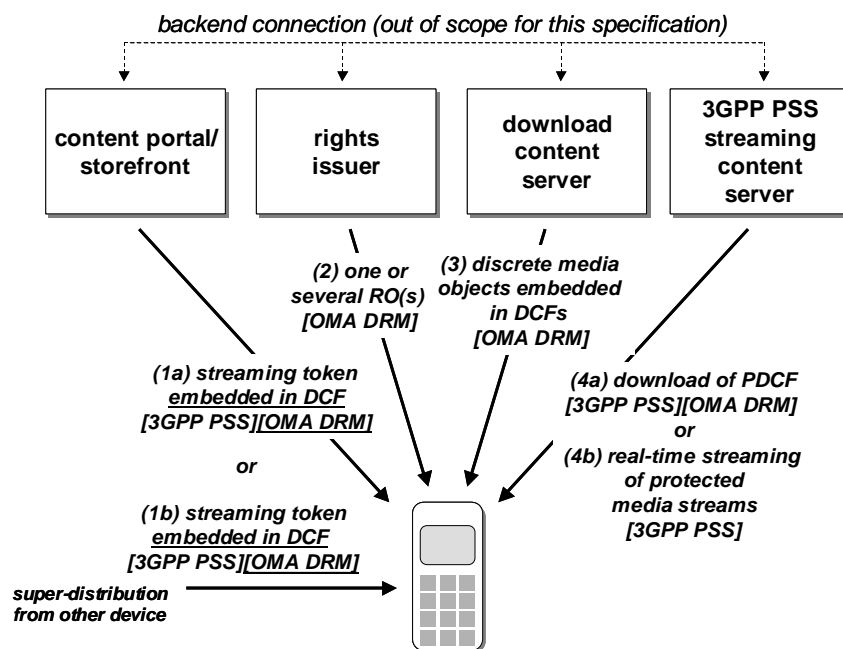 backend connection (out of scope for this specification)
content portal/
storefront
rights
issuer
download
content
server
3GPP PSS
streaming
content
server
(2) one or
several RO(s)
[OMA DRM]
(3) discrete media
objects embedded
in DCFs
[OMA DRM]
(1a) streaming token
embedded in DCF
[3GPP PSS][OMA DRM]
or
(1b) streaming token
embedded in DCF
[3GPP PSS][OMA DRM]
(4a) download of PDCF
[3GPP PSS][OMA DRM]
or
(4b) real-time streaming
of protected
media streams
[3GPP PSS]
super-distribution
from other device